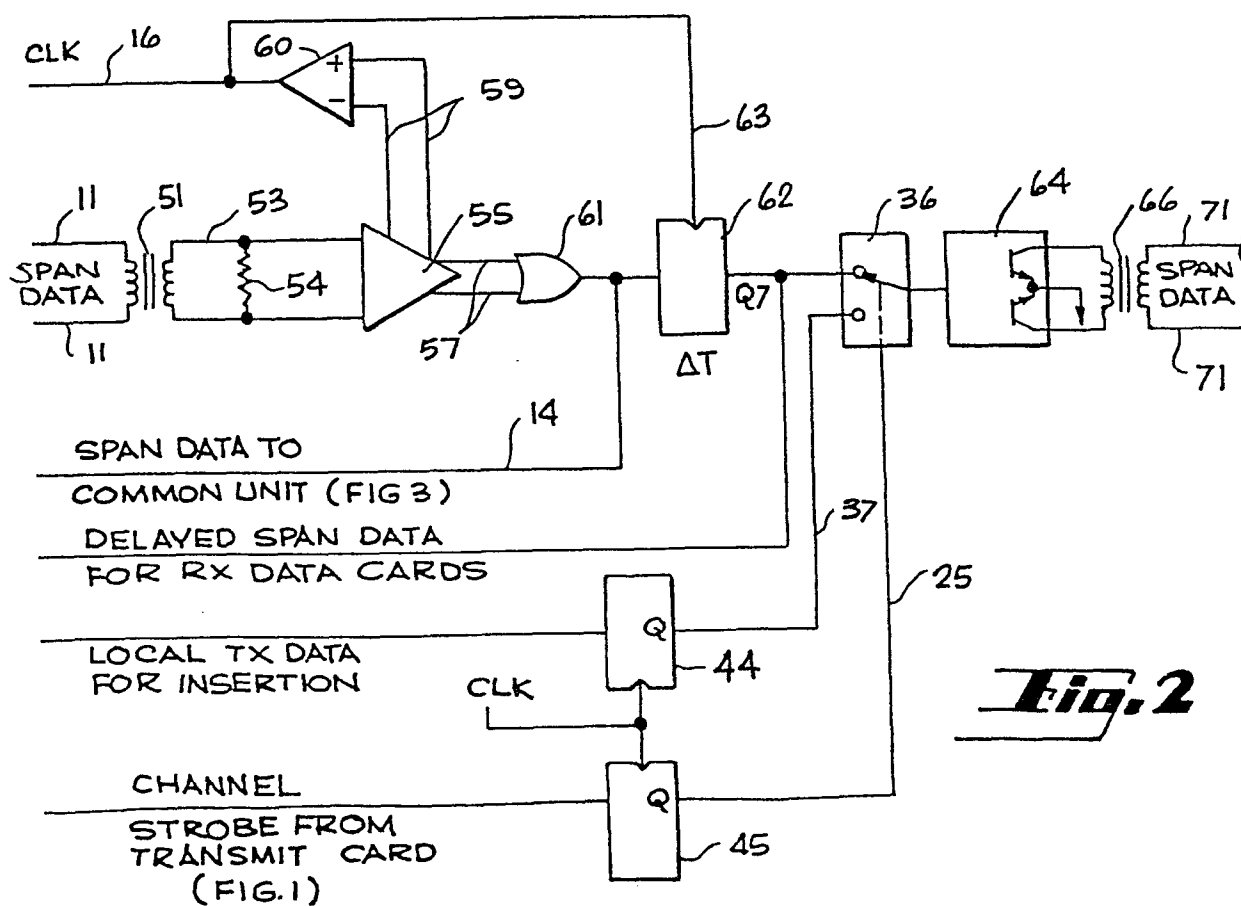 CLK
16
60
+
−
59
63
11
51
53
55
61
62
36
64
66
71
SPAN
DATA
54
57
Q7
SPAN
DATA
11
ΔT
71
14
SPAN DATA TO
COMMON UNIT (FIG 3)
37
DELAYED SPAN DATA
FOR RX DATA CARDS
25
Q
LOCAL TX DATA
FOR INSERTION
44
CLK
Fig. 2
CHANNEL
Q
STROBE FROM
TRANSMIT CARD
(FIG. 1)
45